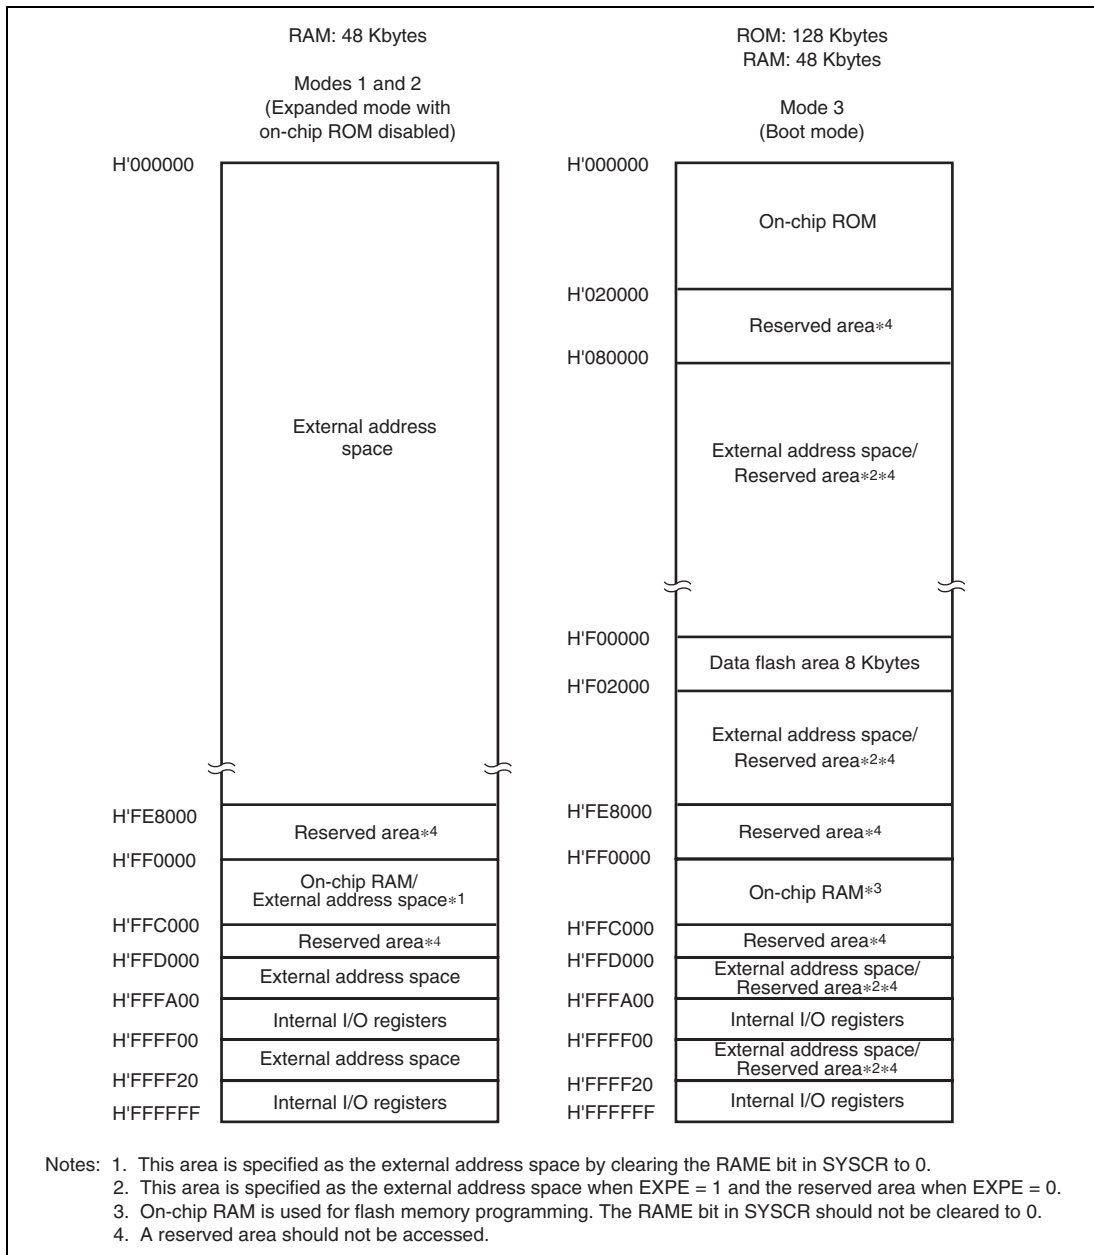 RAM: 48 Kbytes
Modes 1 and 2
(Expanded mode with
on-chip ROM disabled)
H'000000
External address
space
H'FE8000
Reserved area*4
H'FF0000
On-chip RAM/
External address space*1
H'FFC000
Reserved area*4
H'FFD000
External address space
H'FFFA00
Internal I/O registers
H'FFFF00
External address space
H'FFFF20
Internal I/O registers
H'FFFFFF
ROM: 128 Kbytes
RAM: 48 Kbytes
Mode 3
(Boot mode)
H'000000
On-chip ROM
H'020000
Reserved area*4
H'080000
External address space/
Reserved area*2*4
H'F00000
Data flash area 8 Kbytes
H'F02000
External address space/
Reserved area*2*4
H'FE8000
Reserved area*4
H'FF0000
On-chip RAM*3
H'FFC000
Reserved area*4
H'FFD000
External address space/
Reserved area*2*4
H'FFFA00
Internal I/O registers
H'FFFF00
External address space/
Reserved area*2*4
H'FFFF20
Internal I/O registers
H'FFFFFF
Notes: 1. This area is specified as the external address space by clearing the RAME bit in SYSCR to 0.
2. This area is specified as the external address space when EXPE = 1 and the reserved area when EXPE = 0.
3. On-chip RAM is used for flash memory programming. The RAME bit in SYSCR should not be cleared to 0.
4. A reserved area should not be accessed.